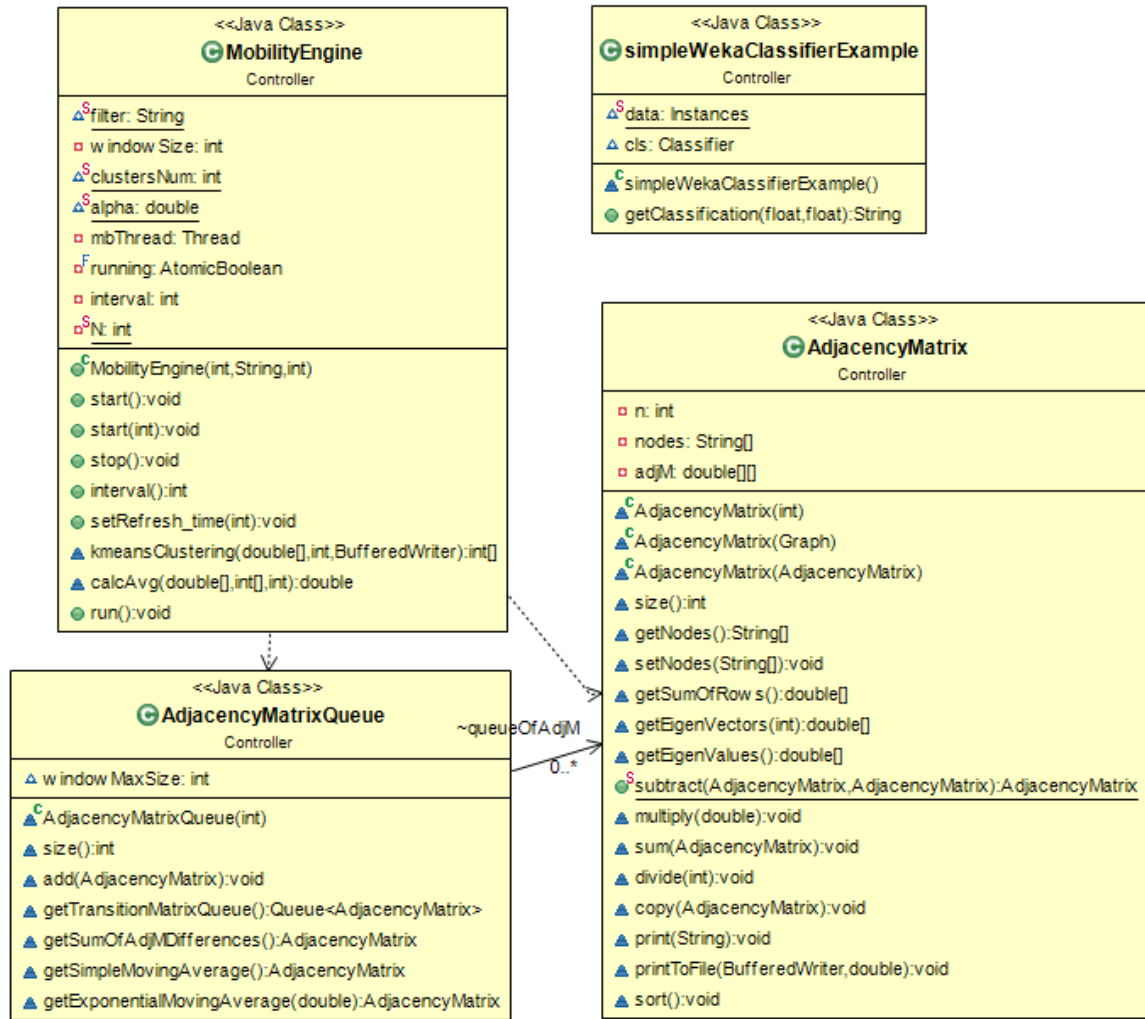 <<Java Class>>
MobilityEngine
Controller
filter: String
windowSize: int
clustersNum: int
alpha: double
mbThread: Thread
running: AtomicBoolean
interval: int
N: int
MobilityEngine(int,String,int)
start():void
start(int):void
stop():void
interval():int
setRefresh_time(int):void
kmeansClustering(double[],int,BufferedWriter):int[]
calcAvg(double[],int[],int):double
run():void
<<Java Class>>
simpleWekaClassifierExample
Controller
data: Instances
cls: Classifier
simpleWekaClassifierExample()
getClassification(float,float):String
<<Java Class>>
AdjacencyMatrixQueue
Controller
windowMaxSize: int
AdjacencyMatrixQueue(int)
size():int
add(AdjacencyMatrix):void
getTransitionMatrixQueue():Queue<AdjacencyMatrix>
getSumOfAdjMDifferences():AdjacencyMatrix
getSimpleMovingAverage():AdjacencyMatrix
getExponentialMovingAverage(double):AdjacencyMatrix
~queueOfAdjM
0..*
<<Java Class>>
AdjacencyMatrix
Controller
n: int
nodes: String[]
adjM: double[][]
AdjacencyMatrix(int)
AdjacencyMatrix(Graph)
AdjacencyMatrix(AdjacencyMatrix)
size():int
getNodes():String[]
setNodes(String[]):void
getSumOfRows():double[]
getEigenVectors(int):double[]
getEigenValues():double[]
subtract(AdjacencyMatrix,AdjacencyMatrix):AdjacencyMatrix
multiply(double):void
sum(AdjacencyMatrix):void
divide(int):void
copy(AdjacencyMatrix):void
print(String):void
printToFile(BufferedWriter,double):void
sort():void